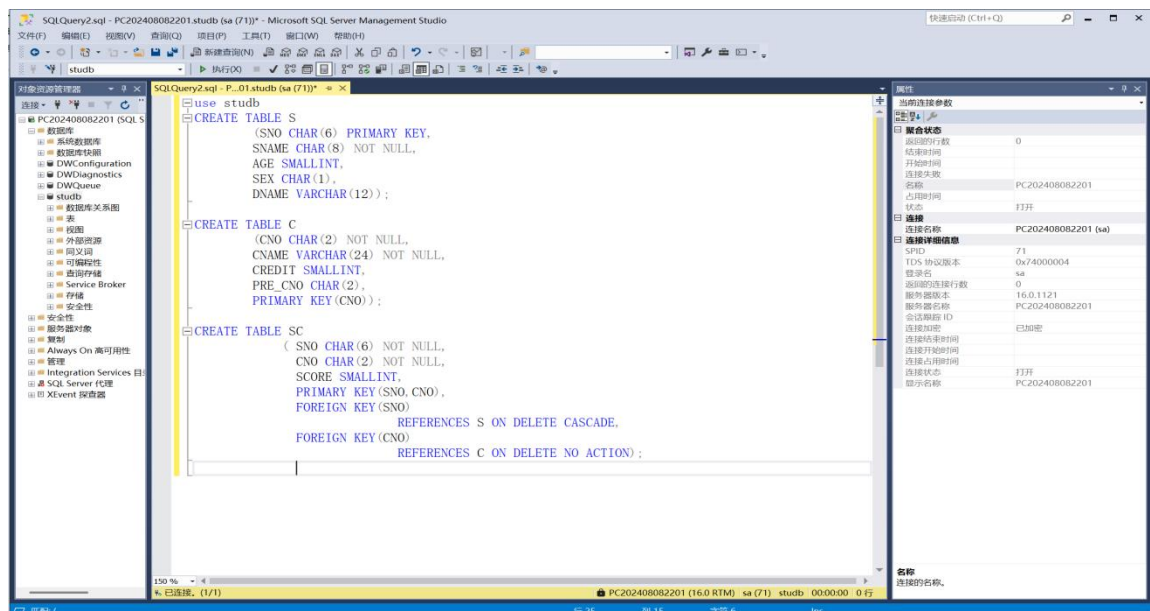 SQLQuery2.sql - PC202408082201.studb (sa (71))* - Microsoft SQL Server Management Studio
快速启动 (Ctrl+Q)
文件(F) 编辑(E) 视图(V) 查询(Q) 项目(P) 工具(T) 窗口(W) 帮助(H)
新建查询(N)
studb
执行(X)
对象资源管理器
连接
PC202408082201 (SQL S
数据库
系统数据库
数据库快照
DWConfiguration
DWDiagnostics
DWQueue
studb
数据库关系图
表
视图
外部资源
同义词
可编程性
查询存储
Service Broker
存储
安全性
安全性
服务器对象
复制
Always On 高可用性
管理
Integration Services 目
SQL Server 代理
XEvent 探查器
SQLQuery2.sql - P...01.studb (sa (71))*
use studb
CREATE TABLE S
(SNO CHAR(6) PRIMARY KEY,
SNAME CHAR(8) NOT NULL,
AGE SMALLINT,
SEX CHAR(1),
DNAME VARCHAR(12));
CREATE TABLE C
(CNO CHAR(2) NOT NULL,
CNAME VARCHAR(24) NOT NULL,
CREDIT SMALLINT,
PRE_CNO CHAR(2),
PRIMARY KEY(CNO));
CREATE TABLE SC
( SNO CHAR(6) NOT NULL,
CNO CHAR(2) NOT NULL,
SCORE SMALLINT,
PRIMARY KEY(SNO,CNO),
FOREIGN KEY(SNO)
REFERENCES S ON DELETE CASCADE,
FOREIGN KEY(CNO)
REFERENCES C ON DELETE NO ACTION);
150 %
已连接。(1/1)
PC202408082201 (16.0 RTM) sa (71) studb 00:00:00 0 行
属性
当前连接参数
聚合状态
返回的行数 0
结束时间
开始时间
连接失败
名称 PC202408082201
占用时间
状态 打开
连接
连接名称 PC202408082201 (sa)
连接详细信息
SPID 71
TDS 协议版本 0x74000004
登录名 sa
返回的连接行数 0
服务器版本 16.0.1121
服务器名称 PC202408082201
会话跟踪 ID
连接加密 已加密
连接结束时间
连接开始时间
连接占用时间
连接状态 打开
显示名称 PC202408082201
名称
连接的名称。